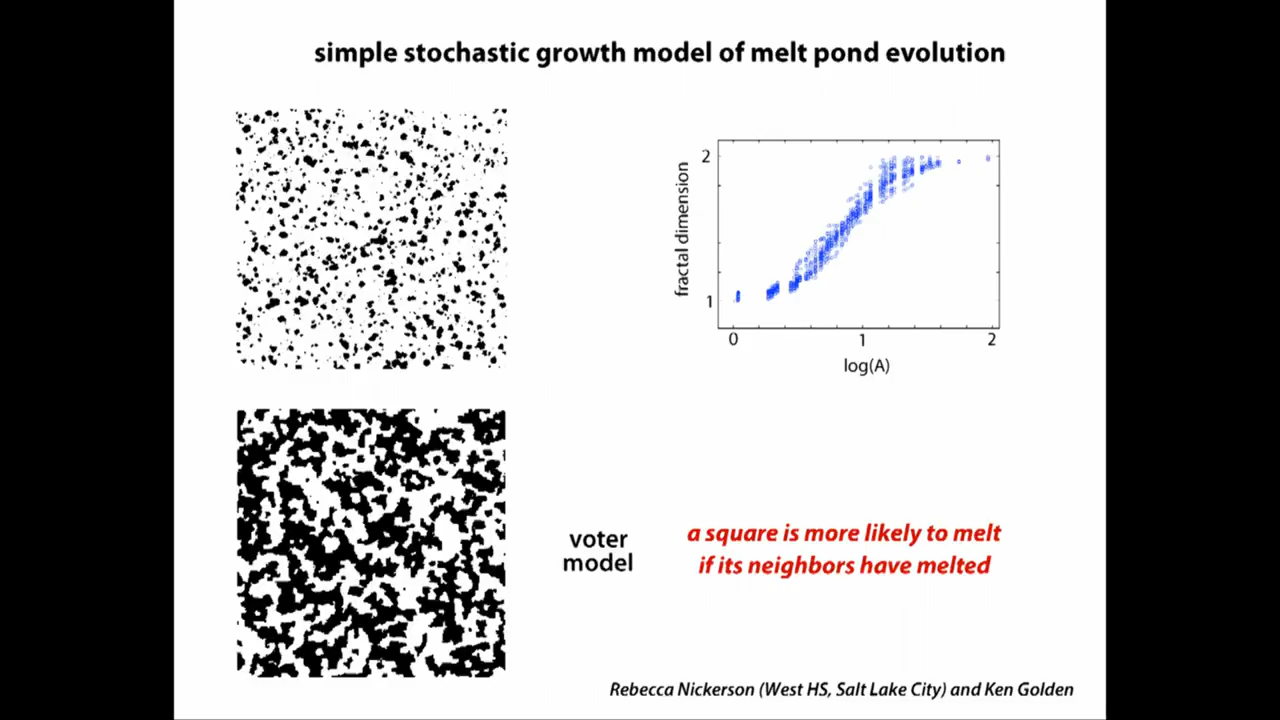 simple stochastic growth model of melt pond evolution
2
fractal dimension
1
0
1
2
log(A)
voter
model
a square is more likely to melt
if its neighbors have melted
Rebecca Nickerson (West HS, Salt Lake City) and Ken Golden